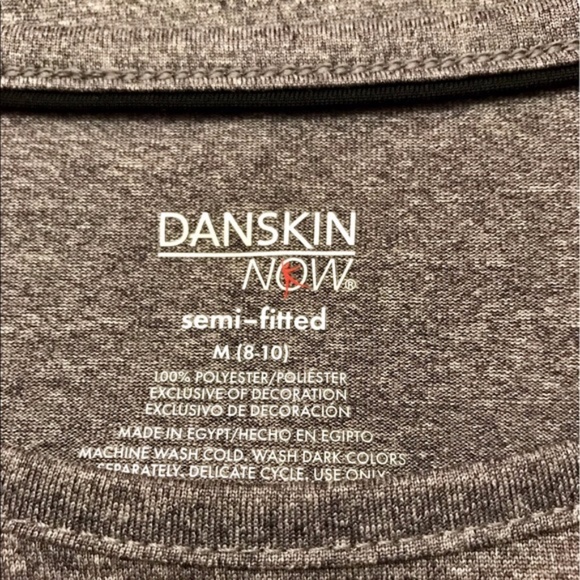 DANSKIN
NOW®
semi-fitted
M (8-10)
100% POLYESTER/POLIÉSTER
EXCLUSIVE OF DECORATION
EXCLUSIVO DE DECORACIÓN
MADE IN EGYPT/HECHO EN EGIPTO
MACHINE WASH COLD. WASH DARK COLORS
SEPARATELY. DELICATE CYCLE. USE ONLY